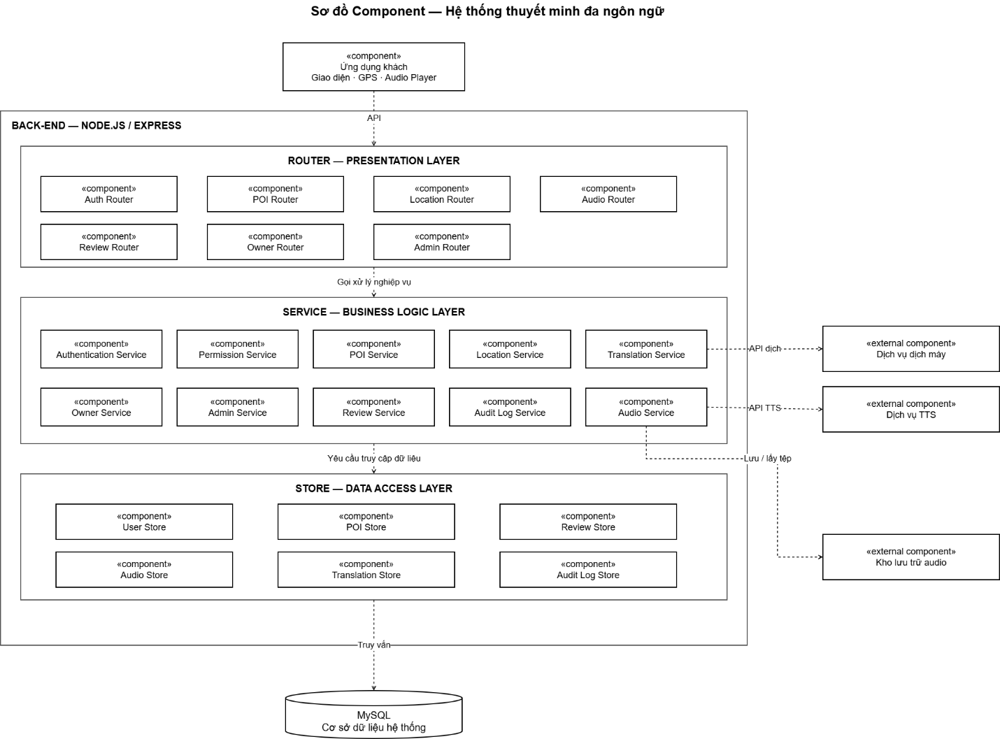 Sơ đồ Component — Hệ thống thuyết minh đa ngôn ngữ
«component»
Ứng dụng khách
Giao diện · GPS · Audio Player
API
BACK-END — NODE.JS / EXPRESS
ROUTER — PRESENTATION LAYER
«component»
Auth Router
«component»
POI Router
«component»
Location Router
«component»
Audio Router
«component»
Review Router
«component»
Owner Router
«component»
Admin Router
Gọi xử lý nghiệp vụ
SERVICE — BUSINESS LOGIC LAYER
«component»
Authentication Service
«component»
Permission Service
«component»
POI Service
«component»
Location Service
«component»
Translation Service
API dịch
«external component»
Dịch vụ dịch máy
«component»
Owner Service
«component»
Admin Service
«component»
Review Service
«component»
Audit Log Service
«component»
Audio Service
API TTS
«external component»
Dịch vụ TTS
Yêu cầu truy cập dữ liệu
Lưu / lấy tệp
STORE — DATA ACCESS LAYER
«component»
User Store
«component»
POI Store
«component»
Review Store
«component»
Audio Store
«component»
Translation Store
«component»
Audit Log Store
«external component»
Kho lưu trữ audio
Truy vấn
MySQL
Cơ sở dữ liệu hệ thống